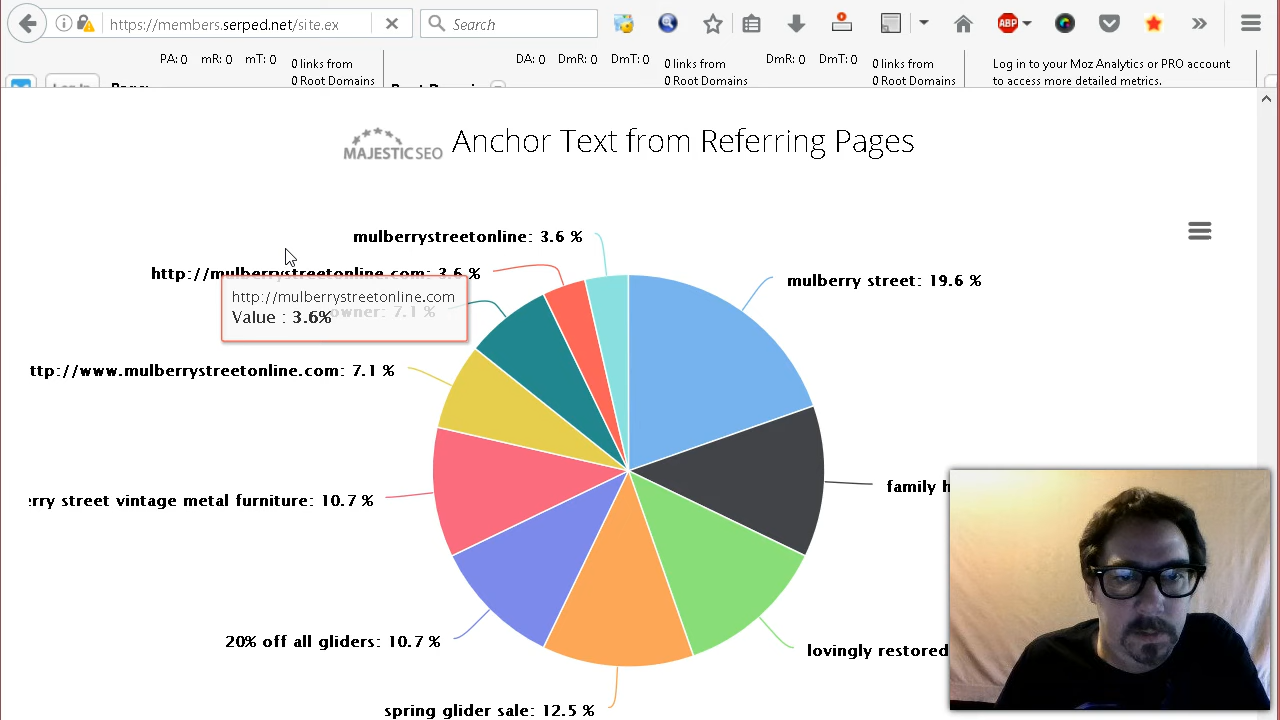 https://members.serped.net/site.ex
Search
ABP
PA: 0 mR: 0 mT: 0
0 links from
0 Root Domains
DA: 0 DmR: 0 DmT: 0
0 links from
0 Root Domains
DmR: 0 DmT: 0
0 links from
0 Root Domains
Log in to your Moz Analytics or PRO account
to access more detailed metrics.
MAJESTICSEO Anchor Text from Referring Pages
mulberrystreetonline: 3.6 %
http://mulberrystreetonline.com: 3.6 %
mulberry street: 19.6 %
http://mulberrystreetonline.com
Value : 3.6%
owner: 7.1 %
ttp://www.mulberrystreetonline.com: 7.1 %
family h
erry street vintage metal furniture: 10.7 %
20% off all gliders: 10.7 %
lovingly restored
spring glider sale: 12.5 %